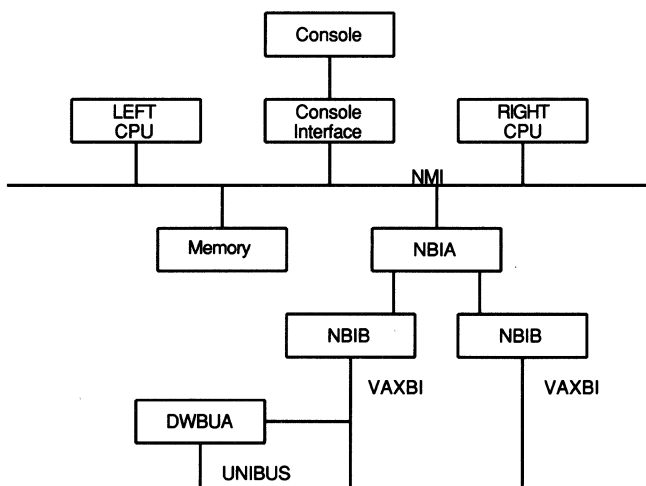 Console
LEFT
CPU
Console
Interface
RIGHT
CPU
NMI
Memory
NBIA
NBIB
NBIB
VAXBI
VAXBI
DWBUA
UNIBUS